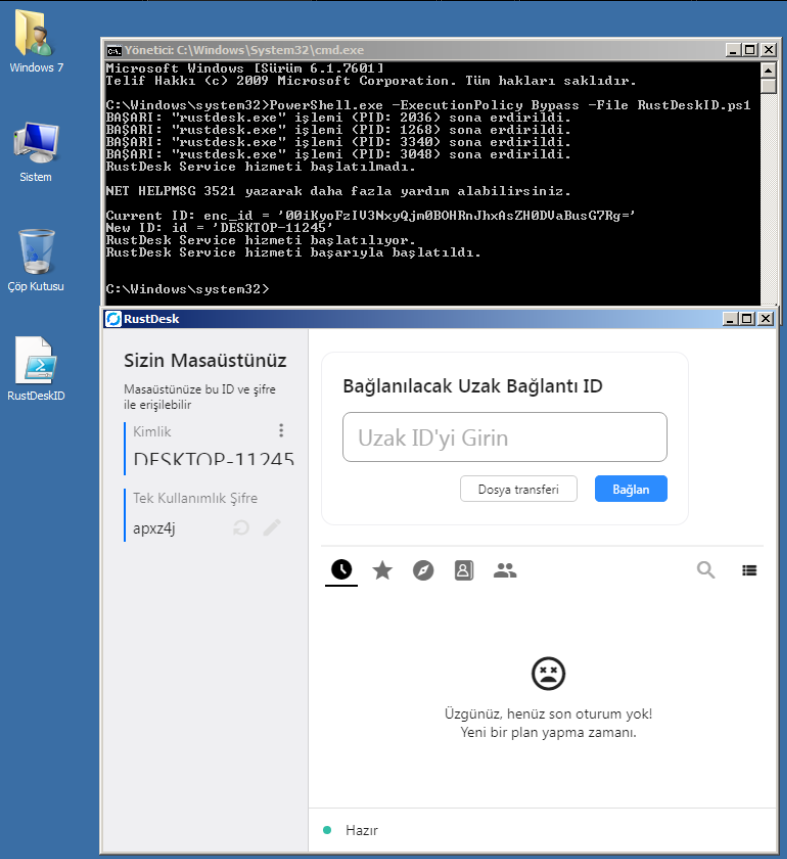 Windows 7
Sistem
Çöp Kutusu
RustDeskID
Yönetici: C:\Windows\System32\cmd.exe
Microsoft Windows [Sürüm 6.1.7601]
Telif Hakkı (c) 2009 Microsoft Corporation. Tüm hakları saklıdır.
C:\Windows\system32>PowerShell.exe -ExecutionPolicy Bypass -File RustDeskID.ps1
BAŞARI: "rustdesk.exe" işlemi (PID: 2036) sona erdirildi.
BAŞARI: "rustdesk.exe" işlemi (PID: 1268) sona erdirildi.
BAŞARI: "rustdesk.exe" işlemi (PID: 3340) sona erdirildi.
BAŞARI: "rustdesk.exe" işlemi (PID: 3048) sona erdirildi.
RustDesk Service hizmeti başlatılmadı.
NET HELPMSG 3521 yazarak daha fazla yardım alabilirsiniz.
Current ID: enc_id = '00iKyoFzIV3NxyQjm0BOHRnJhxAsZH0DVaBusG7Rg='
New ID: id = 'DESKTOP-11245'
RustDesk Service hizmeti başlatılıyor.
RustDesk Service hizmeti başarıyla başlatıldı.
C:\Windows\system32>
RustDesk
Sizin Masaüstünüz
Masaüstünüze bu ID ve şifre
ile erişilebilir
Kimlik
DESKTOP-11245
Tek Kullanımlık Şifre
apxz4j
Bağlanılacak Uzak Bağlantı ID
Uzak ID'yi Girin
Dosya transferi
Bağlan
Üzgünüz, henüz son oturum yok!
Yeni bir plan yapma zamanı.
Hazır